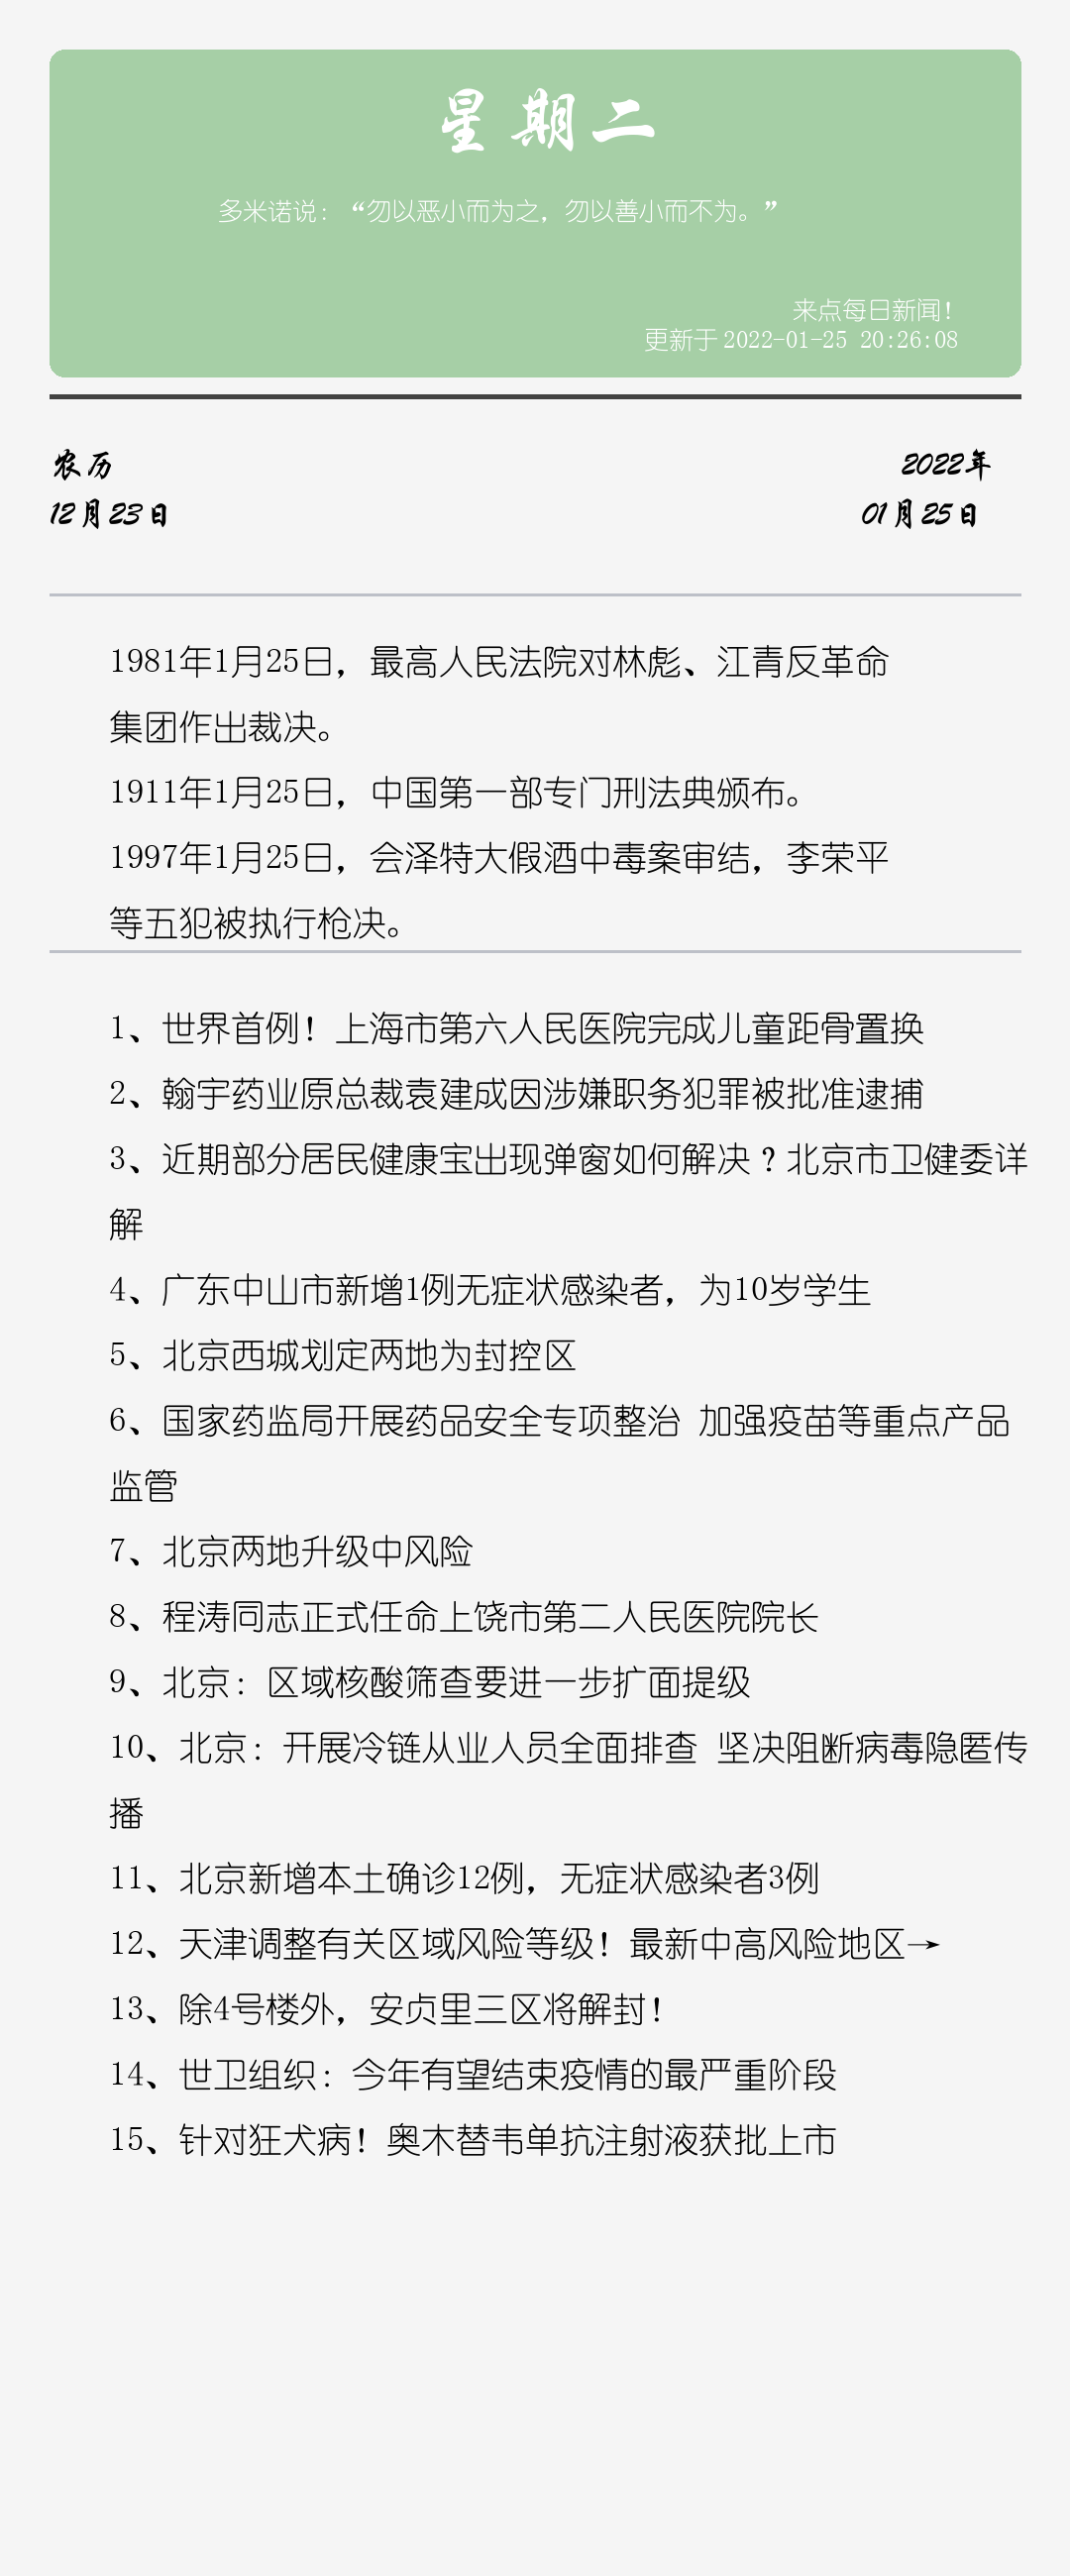 星期二
多米诺说：“勿以恶小而为之，勿以善小而不为。”
来点每日新闻！
更新于 2022-01-25 20:26:08
农历
2022年
12月23日
01月25日
1981年1月25日，最高人民法院对林彪、江青反革命
集团作出裁决。
1911年1月25日，中国第一部专门刑法典颁布。
1997年1月25日，会泽特大假酒中毒案审结，李荣平
等五犯被执行枪决。
1、世界首例！上海市第六人民医院完成儿童距骨置换
2、翰宇药业原总裁袁建成因涉嫌职务犯罪被批准逮捕
3、近期部分居民健康宝出现弹窗如何解决？北京市卫健委详
解
4、广东中山市新增1例无症状感染者，为10岁学生
5、北京西城划定两地为封控区
6、国家药监局开展药品安全专项整治 加强疫苗等重点产品
监管
7、北京两地升级中风险
8、程涛同志正式任命上饶市第二人民医院院长
9、北京：区域核酸筛查要进一步扩面提级
10、北京：开展冷链从业人员全面排查 坚决阻断病毒隐匿传
播
11、北京新增本土确诊12例，无症状感染者3例
12、天津调整有关区域风险等级！最新中高风险地区→
13、除4号楼外，安贞里三区将解封！
14、世卫组织：今年有望结束疫情的最严重阶段
15、针对狂犬病！奥木替韦单抗注射液获批上市